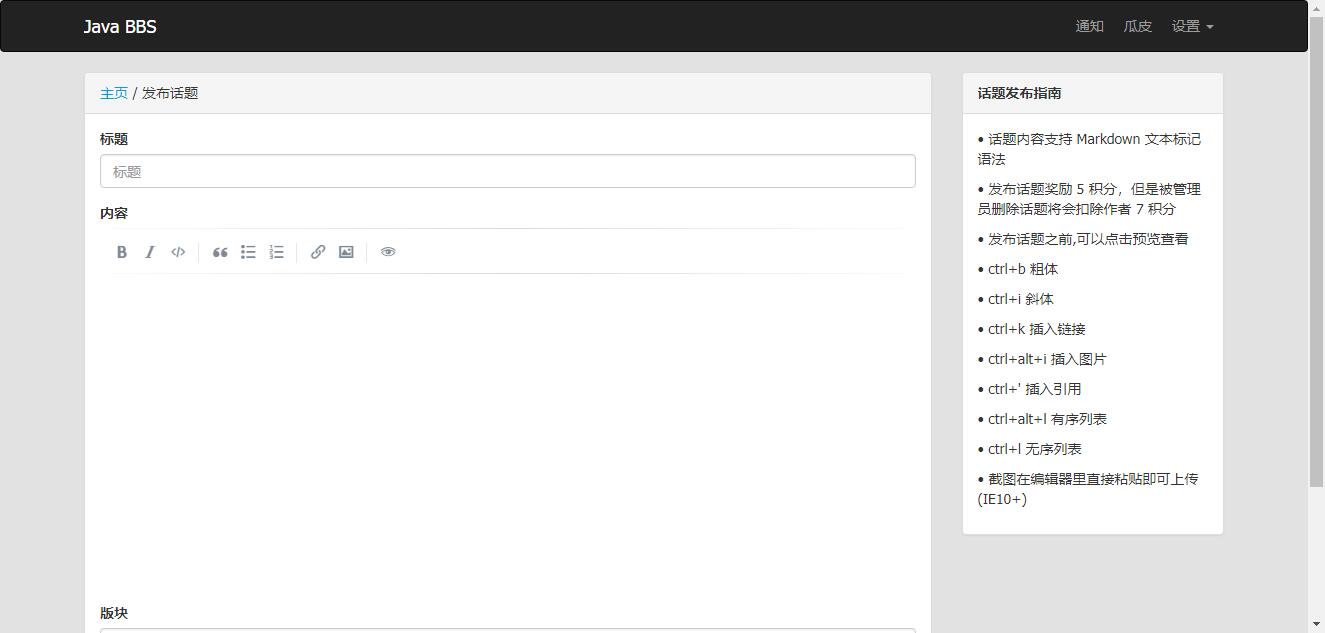 Java BBS
通知 瓜皮 设置
主页 / 发布话题
标题
标题
内容
版块
话题发布指南
• 话题内容支持 Markdown 文本标记
语法
• 发布话题奖励 5 积分，但是被管理
员删除话题将会扣除作者 7 积分
• 发布话题之前,可以点击预览查看
• ctrl+b 粗体
• ctrl+i 斜体
• ctrl+k 插入链接
• ctrl+alt+i 插入图片
• ctrl+' 插入引用
• ctrl+alt+l 有序列表
• ctrl+l 无序列表
• 截图在编辑器里直接粘贴即可上传
(IE10+)